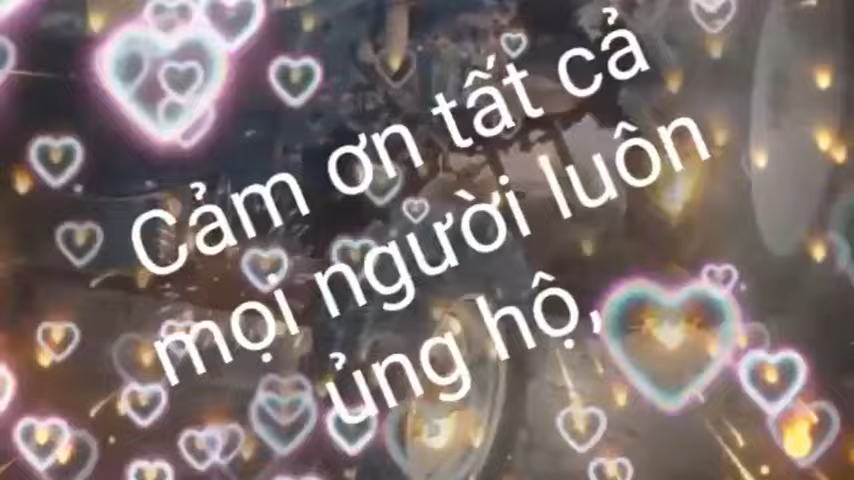 Cảm ơn tất cả
mọi người luôn
ủng hộ,